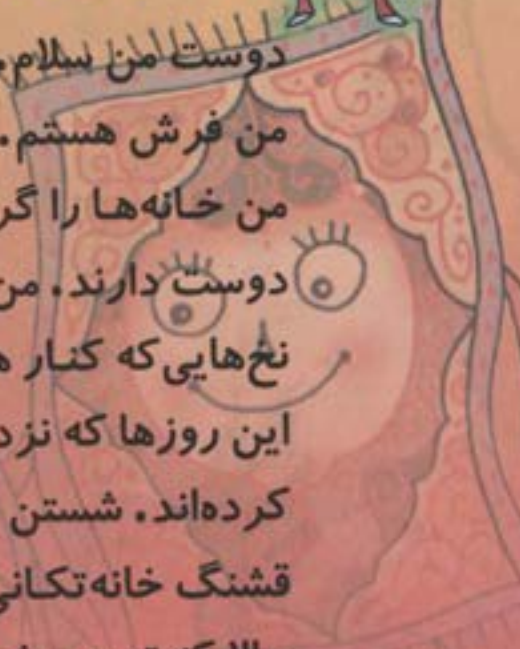 دوست من سلام.
من فرش هستم.
من خانه‌ها را گر
دوست دارند. من
نخ‌هایی که کنار ه
این روزها که نزد
کرده‌اند. شستن
قشنگ خانه‌تکانی